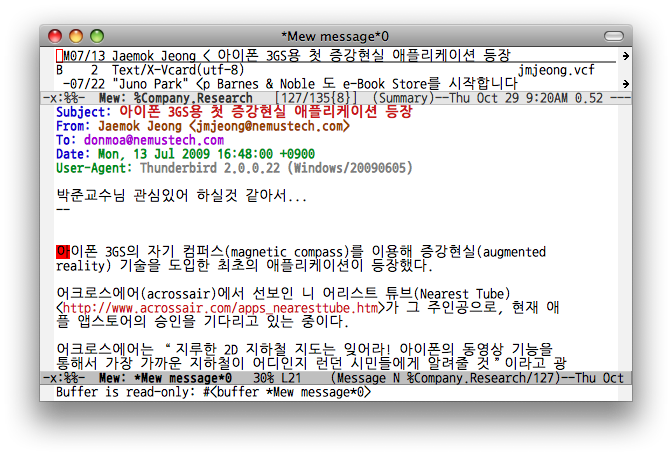 *Mew message*0
M07/13 Jaemok Jeong < 아이폰 3GS용 첫 증강현실 애플리케이션 등장
B 2 Text/X-Vcard(utf-8) jmjeong.vcf
-07/22 "Juno Park" <p Barnes & Noble 도 e-Book Store를 시작합니다
-x:%%- Mew: %Company.Research [127/135{8}] (Summary)--Thu Oct 29 9:20AM 0.52 ---
Subject: 아이폰 3GS용 첫 증강현실 애플리케이션 등장
From: Jaemok Jeong <jmjeong@nemustech.com>
To: donmoa@nemustech.com
Date: Mon, 13 Jul 2009 16:48:00 +0900
User-Agent: Thunderbird 2.0.0.22 (Windows/20090605)
박준교수님 관심있어 하실것 같아서...
--
아이폰 3GS의 자기 컴퍼스(magnetic compass)를 이용해 증강현실(augmented
reality) 기술을 도입한 최초의 애플리케이션이 등장했다.
어크로스에어(acrossair)에서 선보인 니 어리스트 튜브(Nearest Tube)
<http://www.acrossair.com/apps_nearesttube.htm>가 그 주인공으로, 현재 애
플 앱스토어의 승인을 기다리고 있는 중이다.
어크로스에어는 “지루한 2D 지하철 지도는 잊어라! 아이폰의 동영상 기능을
통해서 가장 가까운 지하철이 어디인지 런던 시민들에게 알려줄 것”이라고 광
-x:%%- Mew: *Mew message*0 30% L21 (Message N %Company.Research/127)--Thu Oct
Buffer is read-only: #<buffer *Mew message*0>